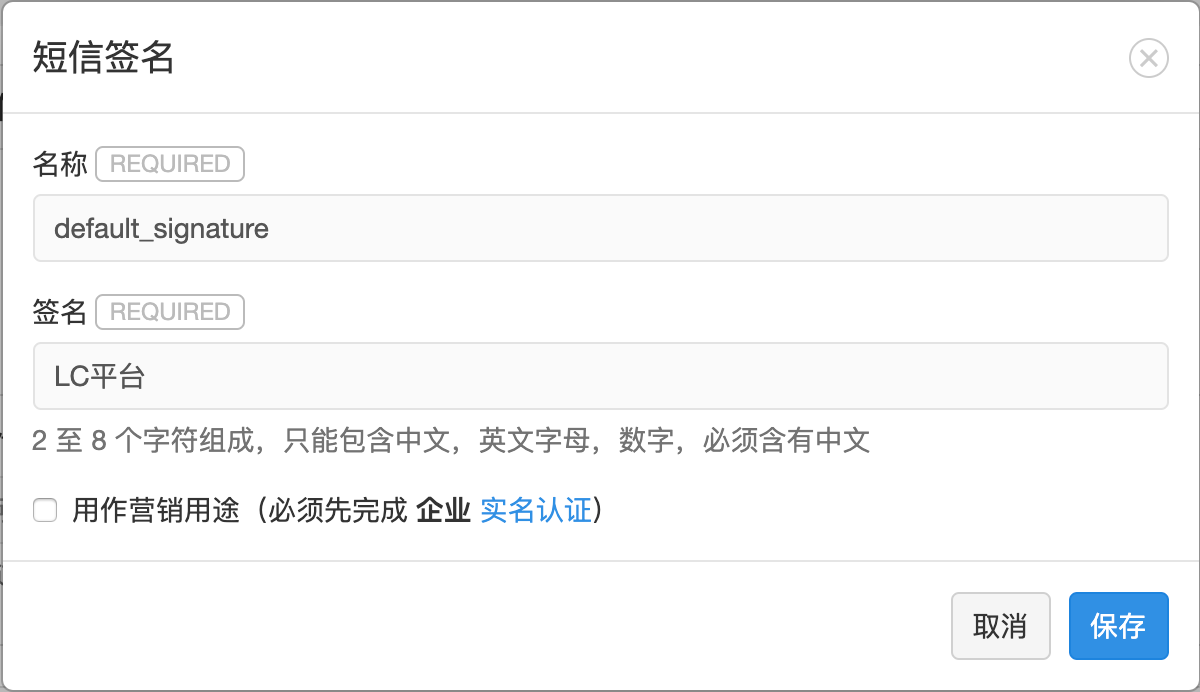 短信签名
名称 REQUIRED
default_signature
签名 REQUIRED
LC平台
2 至 8 个字符组成，只能包含中文，英文字母，数字，必须含有中文
用作营销用途（必须先完成 企业 实名认证）
取消 保存